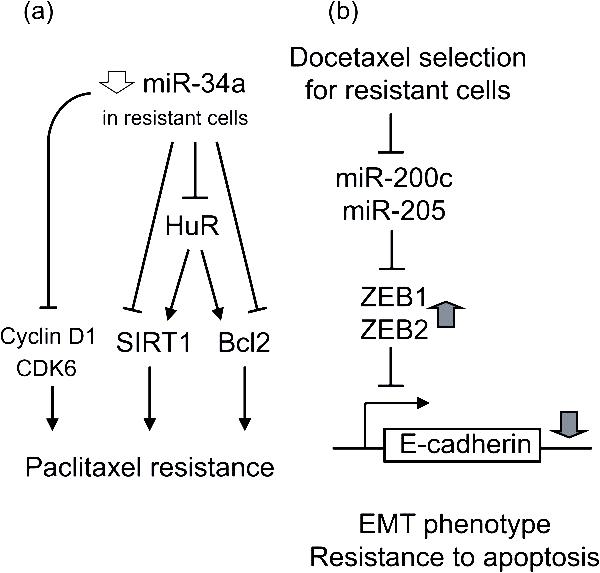 (a)
miR-34a
in resistant cells
HuR
Cyclin D1
CDK6
SIRT1
Bcl2
Paclitaxel resistance
(b)
Docetaxel selection
for resistant cells
miR-200c
miR-205
ZEB1
ZEB2
E-cadherin
EMT phenotype
Resistance to apoptosis